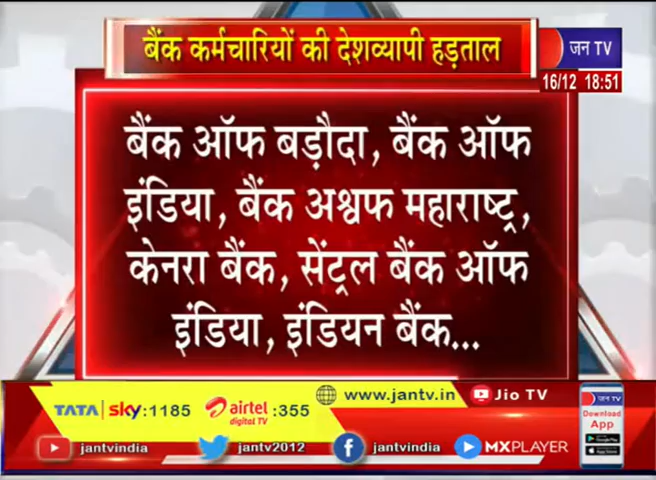 बैंक कर्मचारियों की देशव्यापी हड़ताल
जन TV
16/12 18:51
बैंक ऑफ बड़ौदा, बैंक ऑफ
इंडिया, बैंक अश्वफ महाराष्ट्र,
केनरा बैंक, सेंट्रल बैंक ऑफ
इंडिया, इंडियन बैंक...
TATA sky:1185
airtel digital TV :355
www.jantv.in
Jio TV
जन TV
Download
App
jantvindia
jantv2012
jantvindia
MXPLAYER